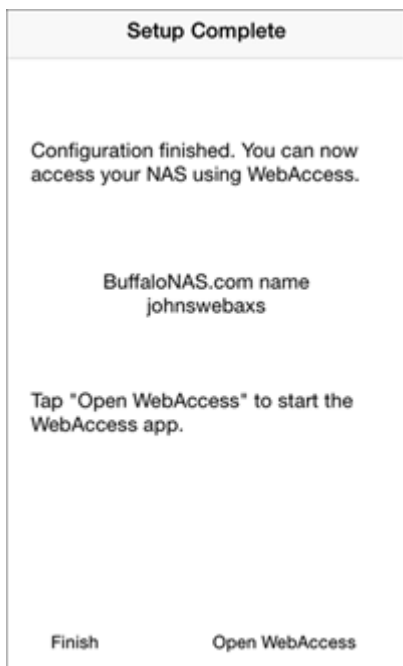 Setup Complete
Configuration finished. You can now
access your NAS using WebAccess.
BuffaloNAS.com name
johnswebaxs
Tap "Open WebAccess" to start the
WebAccess app.
Finish Open WebAccess